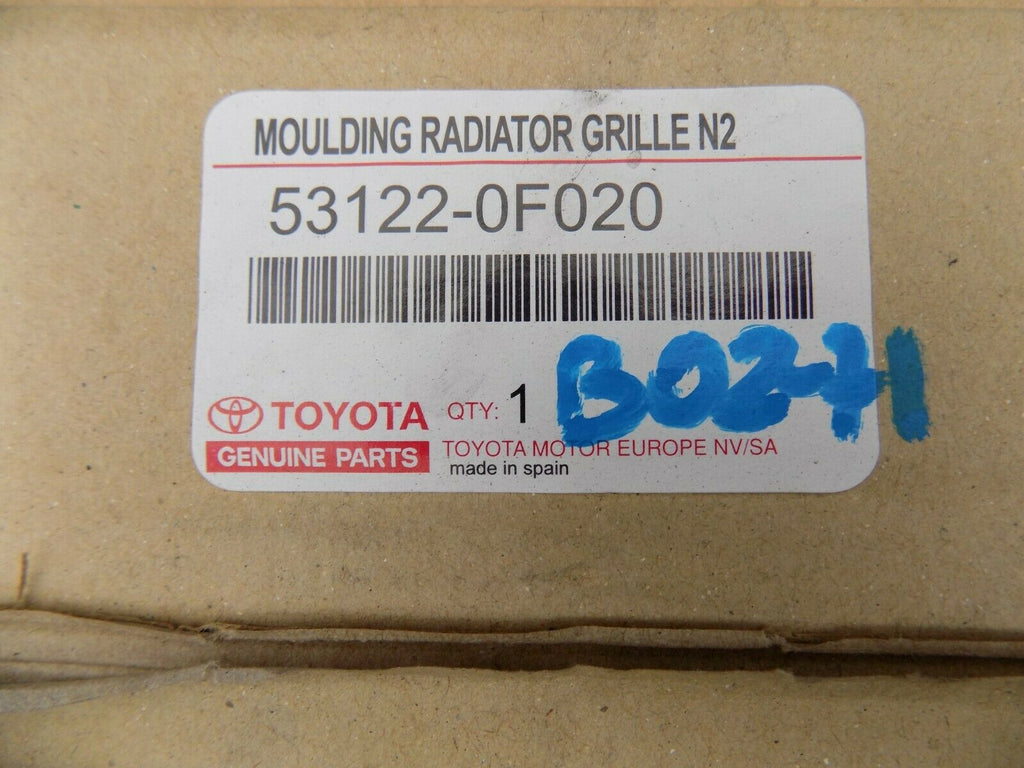 MOULDING RADIATOR GRILLE N2
53122-0F020
TOYOTA QTY: 1
GENUINE PARTS
TOYOTA MOTOR EUROPE NV/SA
made in spain